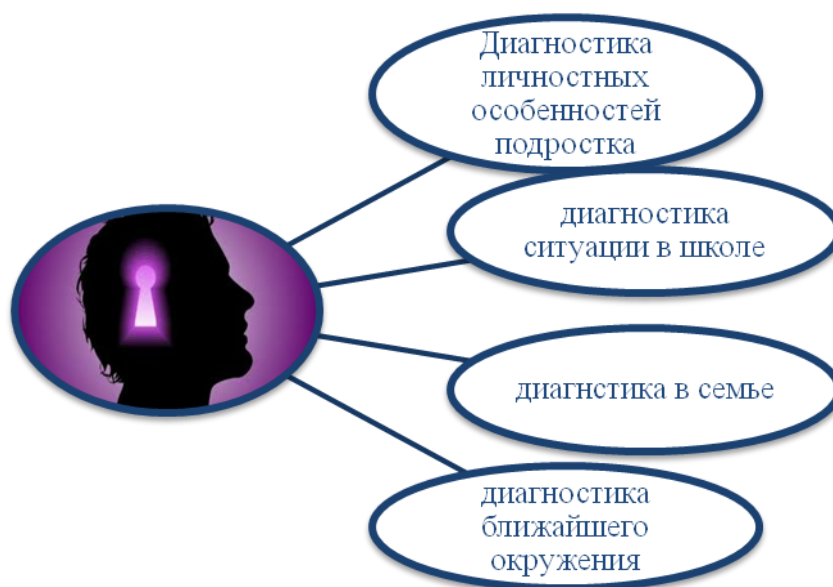 Диагностика
личностных
особенностей
подростка
диагностика
ситуации в школе
диагнстика в семье
диагностика
ближайшего
окружения